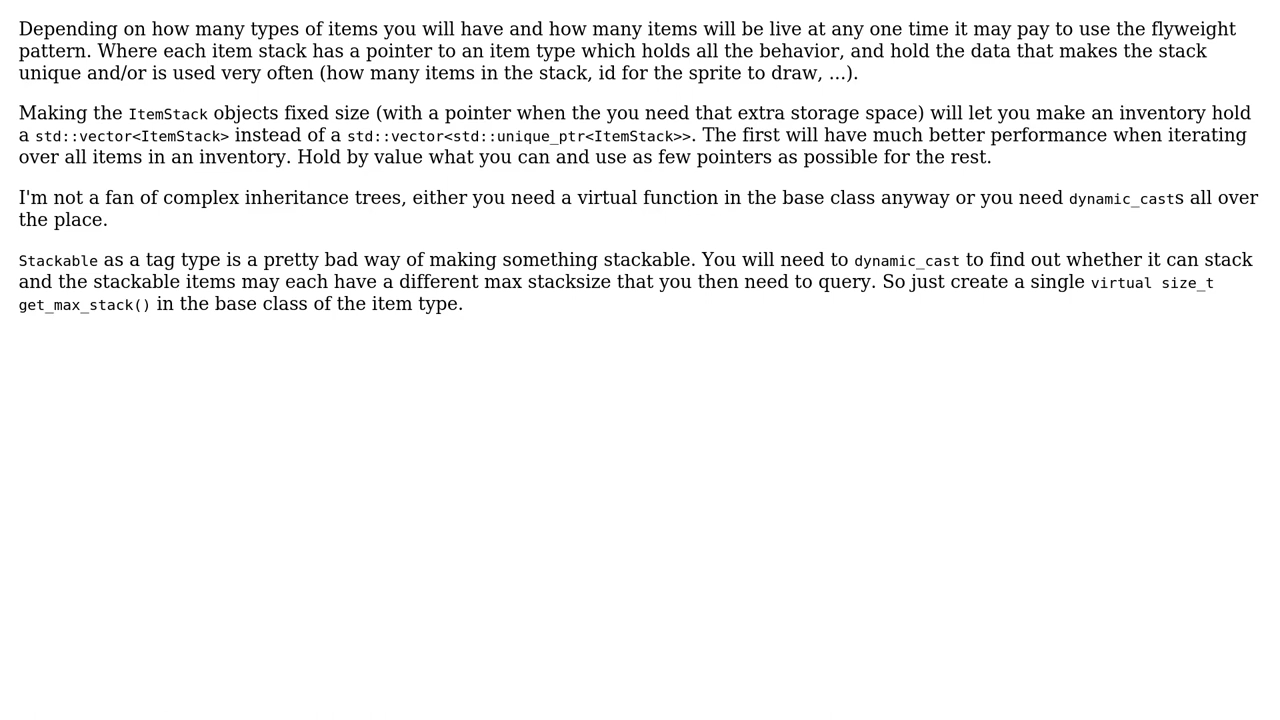 Depending on how many types of items you will have and how many items will be live at any one time it may pay to use the flyweight
pattern. Where each item stack has a pointer to an item type which holds all the behavior, and hold the data that makes the stack
unique and/or is used very often (how many items in the stack, id for the sprite to draw, ...).
Making the ItemStack objects fixed size (with a pointer when the you need that extra storage space) will let you make an inventory hold
a std::vector<ItemStack> instead of a std::vector<std::unique_ptr<ItemStack>>. The first will have much better performance when iterating
over all items in an inventory. Hold by value what you can and use as few pointers as possible for the rest.
I'm not a fan of complex inheritance trees, either you need a virtual function in the base class anyway or you need dynamic_casts all over
the place.
Stackable as a tag type is a pretty bad way of making something stackable. You will need to dynamic_cast to find out whether it can stack
and the stackable items may each have a different max stacksize that you then need to query. So just create a single virtual size_t
get_max_stack() in the base class of the item type.